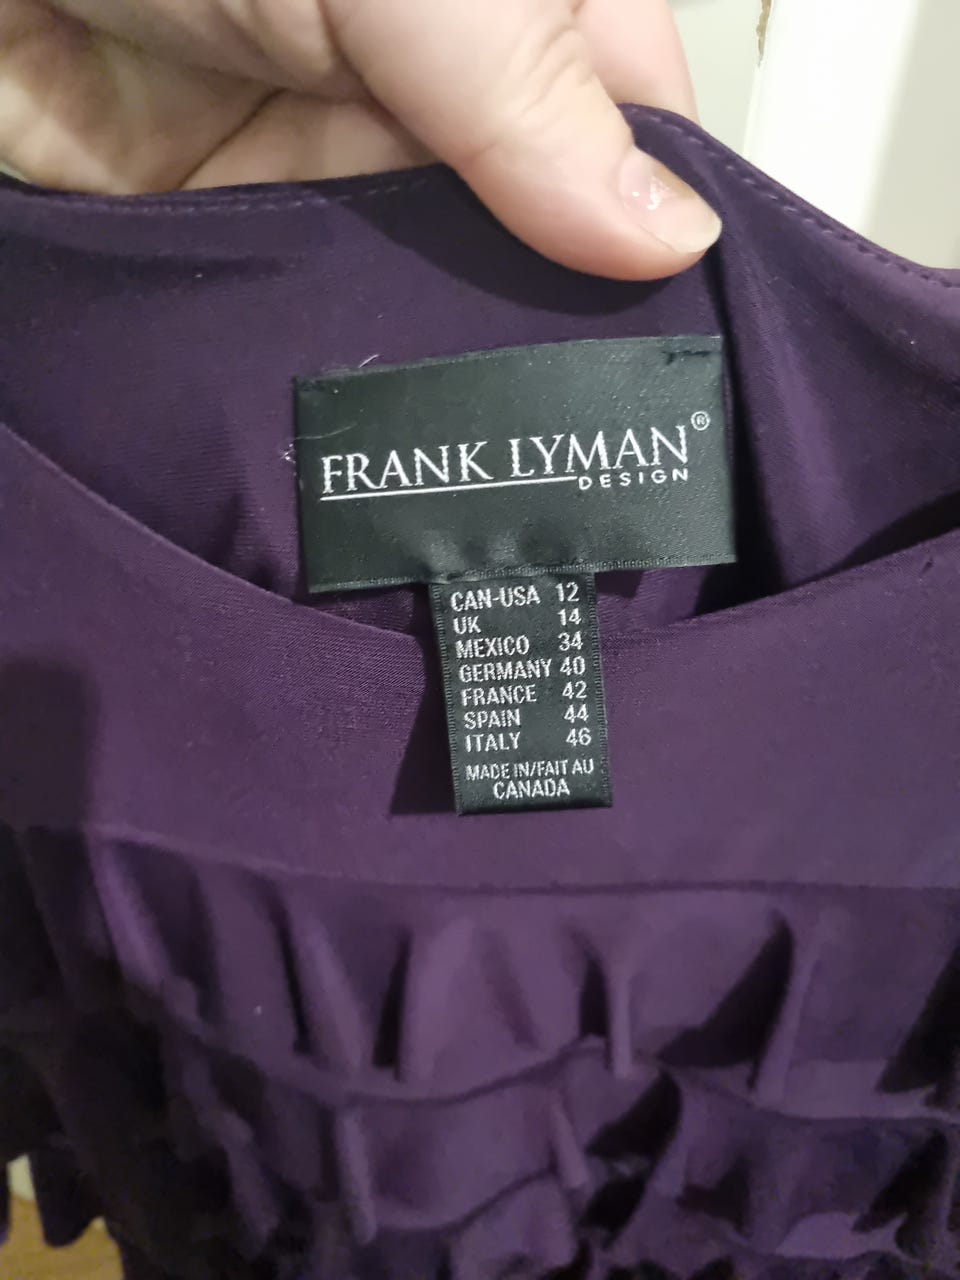 FRANK LYMAN®
DESIGN
CAN-USA 12
UK 14
MEXICO 34
GERMANY 40
FRANCE 42
SPAIN 44
ITALY 46
MADE IN/FAIT AU
CANADA